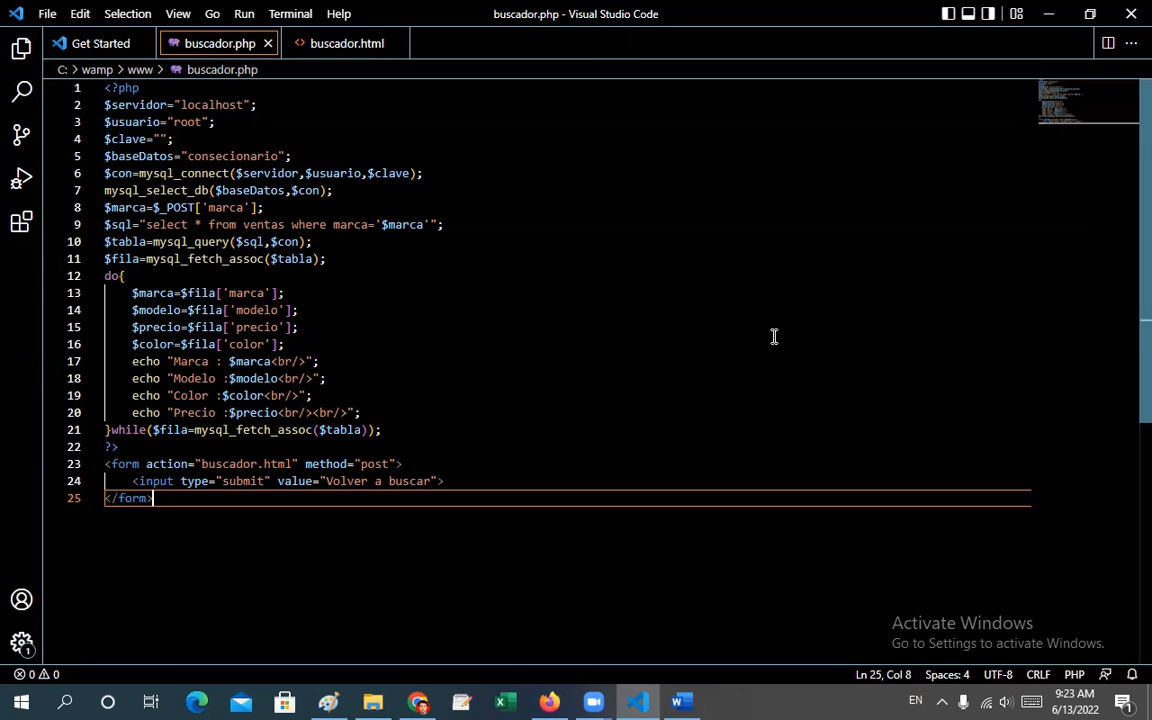 File Edit Selection View Go Run Terminal Help
buscador.php - Visual Studio Code
Get Started
buscador.php
buscador.html
C: > wamp > www > buscador.php
1 <?php
2 $servidor="localhost";
3 $usuario="root";
4 $clave="";
5 $baseDatos="consecionario";
6 $con=mysql_connect($servidor,$usuario,$clave);
7 mysql_select_db($baseDatos,$con);
8 $marca=$_POST['marca'];
9 $sql="select * from ventas where marca='$marca'";
10 $tabla=mysql_query($sql,$con);
11 $fila=mysql_fetch_assoc($tabla);
12 do{
13 $marca=$fila['marca'];
14 $modelo=$fila['modelo'];
15 $precio=$fila['precio'];
16 $color=$fila['color'];
17 echo "Marca : $marca<br/>";
18 echo "Modelo :$modelo<br/>";
19 echo "Color :$color<br/>";
20 echo "Precio :$precio<br/><br/>";
21 }while($fila=mysql_fetch_assoc($tabla));
22 ?>
23 <form action="buscador.html" method="post">
24 <input type="submit" value="Volver a buscar">
25 </form>
Activate Windows
Go to Settings to activate Windows.
1
0 0
Ln 25, Col 8 Spaces: 4 UTF-8 CRLF PHP
EN
9:23 AM
6/13/2022
1